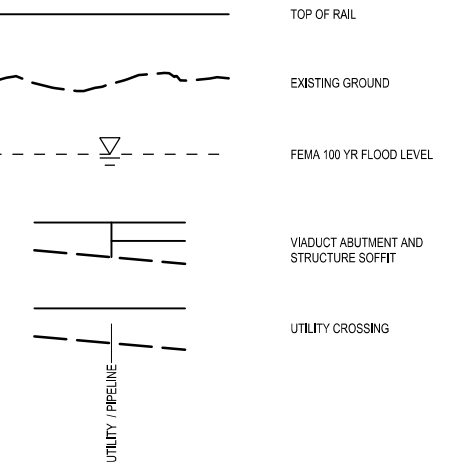 TOP OF RAIL
EXISTING GROUND
FEMA 100 YR FLOOD LEVEL
VIADUCT ABUTMENT AND
STRUCTURE SOFFIT
UTILITY CROSSING
UTILITY / PIPELINE